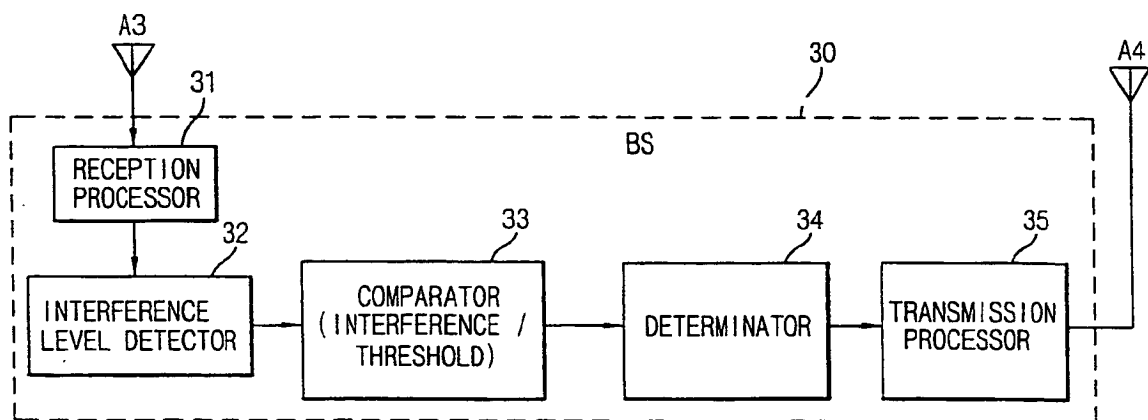 A3
A4
31
30
BS
RECEPTION
PROCESSOR
32
33
34
35
INTERFERENCE
LEVEL DETECTOR
COMPARATOR
(INTERFERENCE /
THRESHOLD)
DETERMINATOR
TRANSMISSION
PROCESSOR